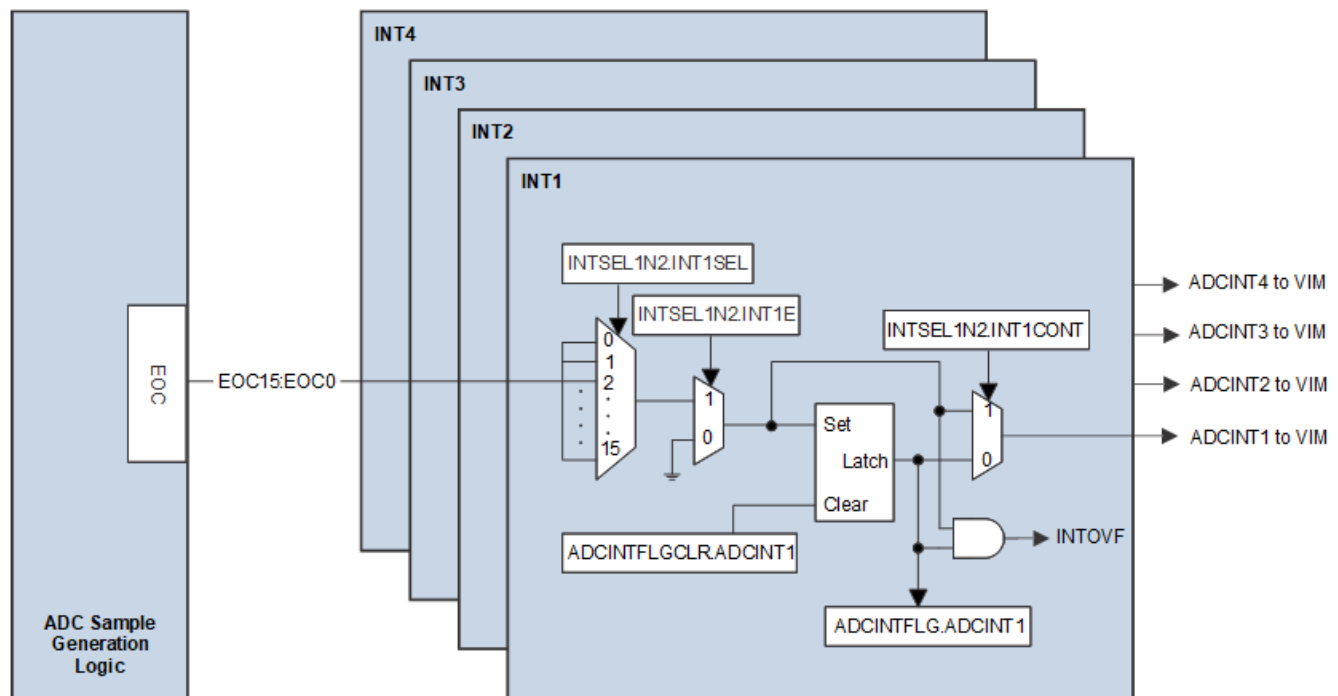 INT4
INT3
INT2
INT1
INTSEL1N2.INT1SEL
INTSEL1N2.INT1E
INTSEL1N2.INT1CONT
ADCINT4 to VIM
ADCINT3 to VIM
ADCINT2 to VIM
ADCINT1 to VIM
EOC
EOC15:EOC0
0
1
2
15
1
0
Set
Latch
Clear
1
0
ADCINTFLGCLR.ADCINT1
INTOVF
ADCINTFLG.ADCINT1
ADC Sample
Generation
Logic